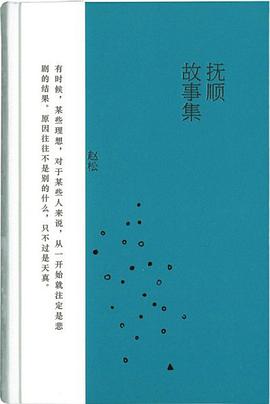 抚顺
故事集
赵松
有时候，某些理想，对于某些人来说，从一开始就注定是悲
剧的结果。原因往往不是别的什么，只不过是天真。